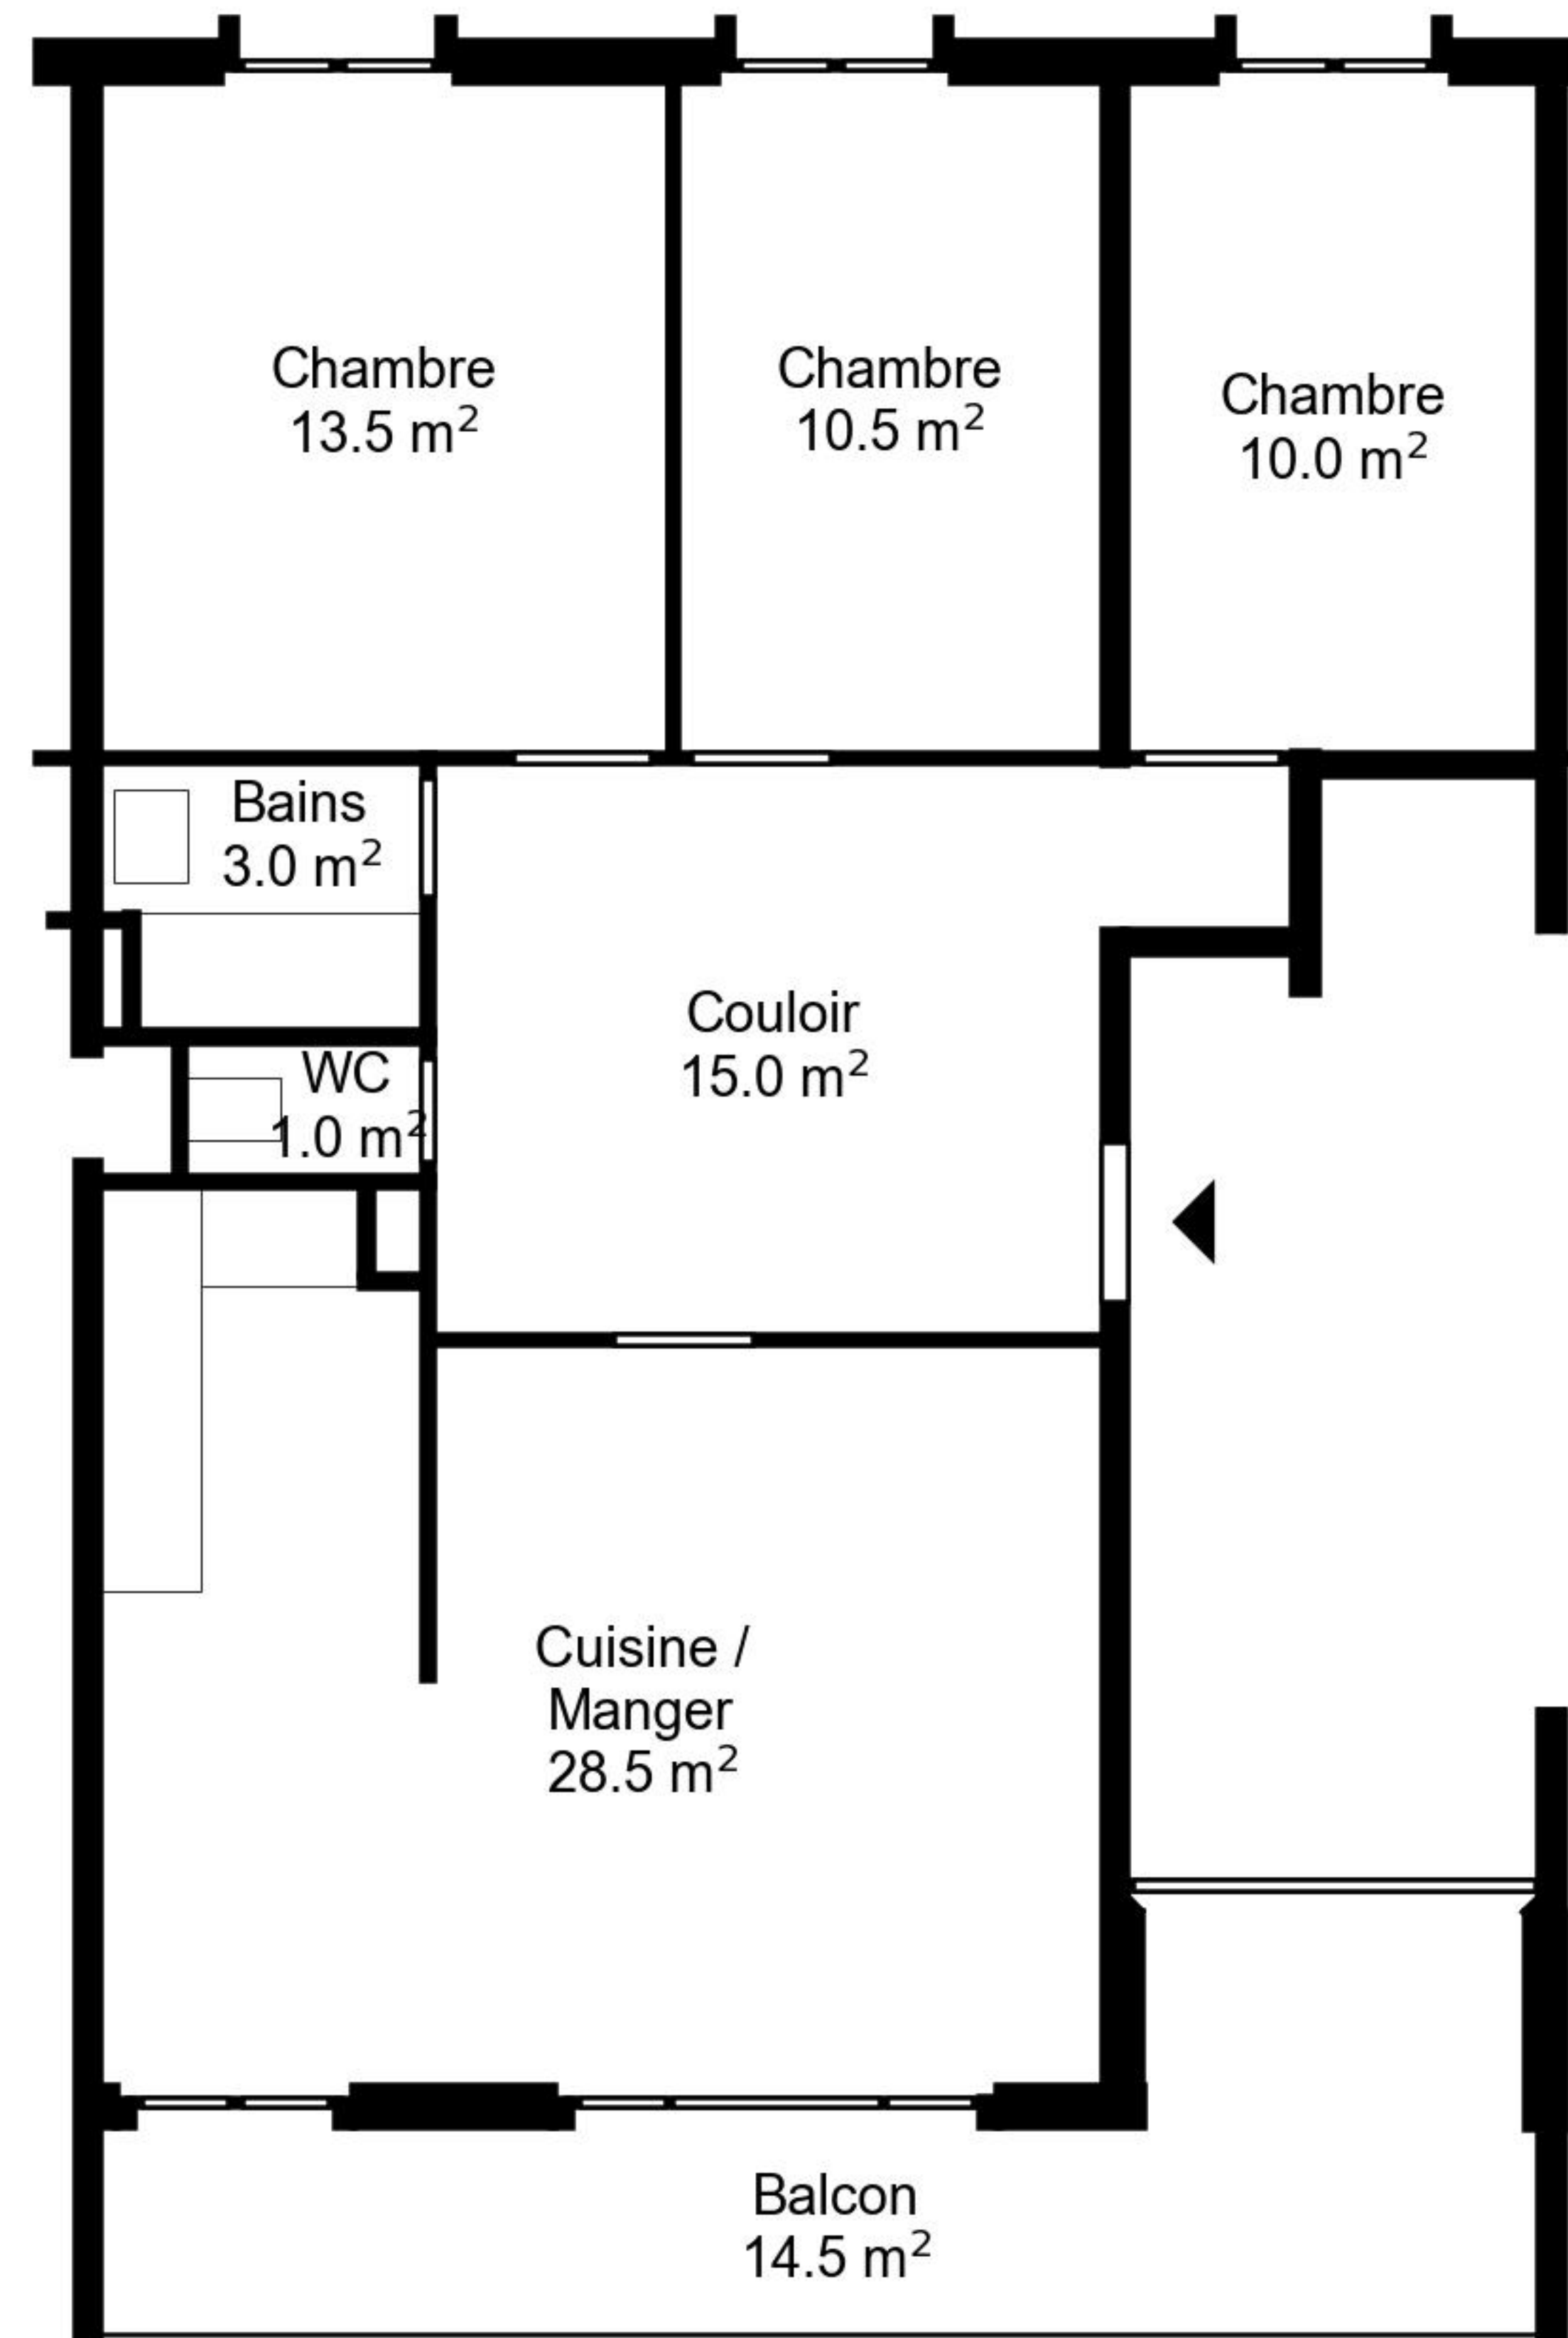 Chambre
13.5 m²
Chambre
10.5 m²
Chambre
10.0 m²
Bains
3.0 m²
Couloir
15.0 m²
WC
1.0 m²
Cuisine /
Manger
28.5 m²
Balcon
14.5 m²